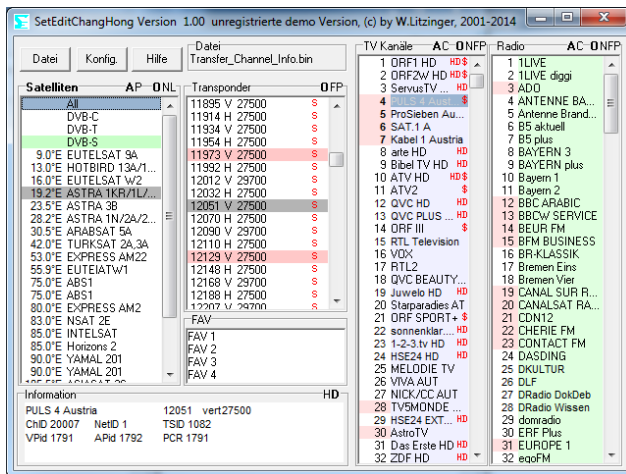 SetEditChangHong Version 1.00 unregistrierte demo Version, (c) by W.Litzinger, 2001-2014
Datei
Konfig.
Hilfe
Datei
Transfer_Channel_Info.bin
Satelliten AP ONL
All
DVB-C
DVB-T
DVB-S
9.0°E EUTELSAT 9A
13.0°E HOTBIRD 13A/1...
16.0°E EUTELSAT W2
19.2°E ASTRA 1KR/1L/...
23.5°E ASTRA 3B
28.2°E ASTRA 1N/2A/2...
30.5°E ARABSAT 5A
42.0°E TURKSAT 2A,3A
53.0°E EXPRESS AM22
55.9°E EUTElATW1
75.0°E ABS1
75.0°E ABS1
80.0°E EXPRESS AM2
83.0°E NSAT 2E
85.0°E INTELSAT
85.0°E Horizons 2
90.0°E YAMAL 201
90.0°E YAMAL 201
Transponder OFP
11895 V 27500 S
11914 H 27500 S
11934 V 27500 S
11954 H 27500 S
11973 V 27500 S
11992 H 27500 S
12012 V 29700 S
12032 H 27500 S
12051 V 27500 S
12070 H 27500 S
12090 V 29700 S
12110 H 27500 S
12129 V 27500 S
12148 H 27500 S
12168 V 29700 S
12188 H 27500 S
12207 V 29700 S
FAV
FAV 1
FAV 2
FAV 3
FAV 4
TV Kanäle AC-ONFP
1 ORF1 HD HD$
2 ORF2W HD HD$
3 ServusTV ... HD
4 PULS 4 Aust... $
5 ProSieben Au...
6 SAT.1 A
7 Kabel 1 Austria
8 arte HD HD
9 Bibel TV HD HD
10 ATV HD HD$
11 ATV2 $
12 QVC HD HD
13 QVC PLUS ... HD
14 ORF III $
15 RTL Television
16 VOX
17 RTL2
18 QVC BEAUTY...
19 Juwelo HD HD
20 Starparadies AT
21 ORF SPORT+ $
22 sonnenklar.... HD
23 1-2-3.tv HD HD
24 HSE24 HD HD
25 MELODIE TV
26 VIVA AUT
27 NICK/CC AUT
28 TV5MONDE ...
29 HSE24 EXT... HD
30 AstroTV
31 Das Erste HD HD
32 ZDF HD HD
Radio AC-ONFP
1 1LIVE
2 1LIVE diggi
3 ADO
4 ANTENNE BA...
5 Antenne Brand...
6 B5 aktuell
7 B5 plus
8 BAYERN 3
9 BAYERN plus
10 Bayern 1
11 Bayern 2
12 BBC ARABIC
13 BBCW SERVICE
14 BEUR FM
15 BFM BUSINESS
16 BR-KLASSIK
17 Bremen Eins
18 Bremen Vier
19 CANAL SUR R...
20 CANALSAT RA...
21 CDN12
22 CHERIE FM
23 CONTACT FM
24 DASDING
25 DKULTUR
26 DLF
27 DRadio DokDeb
28 DRadio Wissen
29 domradio
30 ERF Plus
31 EUROPE 1
32 egoFM
Information HD
PULS 4 Austria 12051 vert27500
ChID 20007 NetID 1 TSID 1082
VPid 1791 APid 1792 PCR 1791